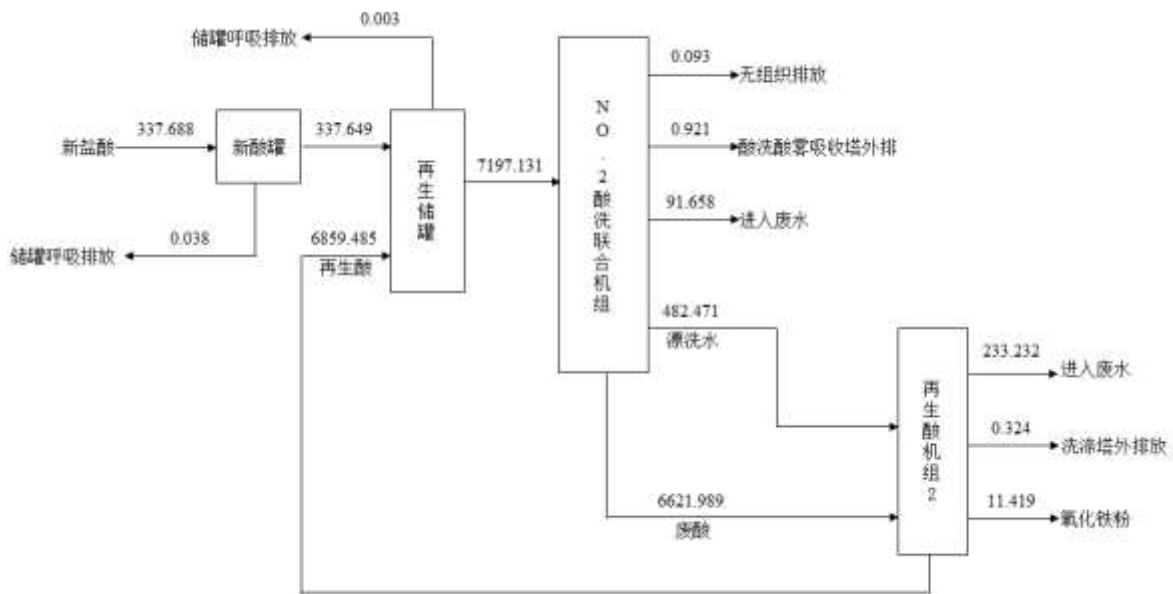 0.003
储罐呼吸排放
新盐酸
337.688
新酸罐
337.649
0.038
储罐呼吸排放
6859.485
再生酸
再生储罐
7197.131
NO.2酸洗联合机组
0.093
无组织排放
0.921
酸洗酸雾吸收塔外排
91.658
进入废水
482.471
漂洗水
6621.989
废酸
再生酸机组2
233.232
进入废水
0.324
洗涤塔外排放
11.419
氧化铁粉